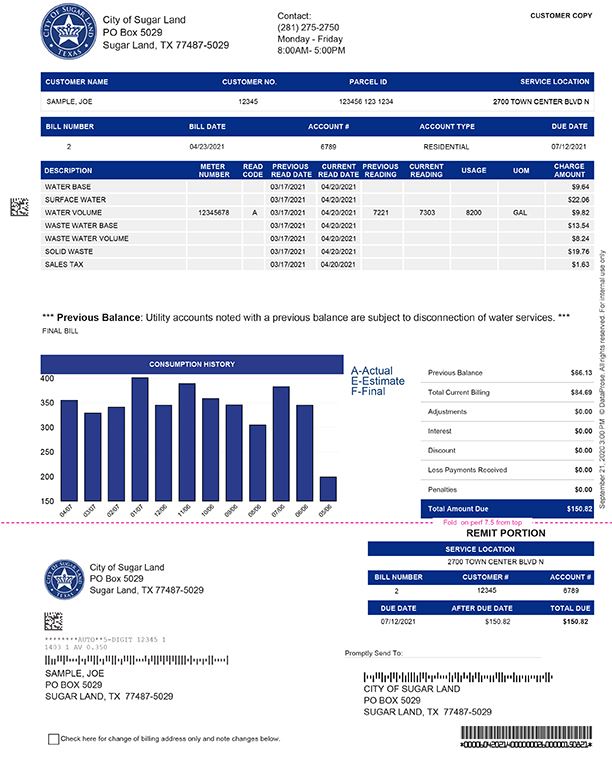 City of Sugar Land
PO Box 5029
Sugar Land, TX 77487-5029
Contact:
(281) 275-2750
Monday - Friday
8:00AM- 5:00PM
CUSTOMER COPY
CITY OF SUGAR LAND
TEXAS
CUSTOMER NAME CUSTOMER NO. PARCEL ID SERVICE LOCATION
SAMPLE, JOE 12345 123456 123 1234 2700 TOWN CENTER BLVD N
BILL NUMBER BILL DATE ACCOUNT # ACCOUNT TYPE DUE DATE
2 04/23/2021 6789 RESIDENTIAL 07/12/2021
DESCRIPTION METER NUMBER READ CODE PREVIOUS READ DATE CURRENT READ DATE PREVIOUS READING CURRENT READING USAGE UOM CHARGE AMOUNT
WATER BASE 03/17/2021 04/20/2021 $9.64
SURFACE WATER 03/17/2021 04/20/2021 $22.06
WATER VOLUME 12345678 A 03/17/2021 04/20/2021 7221 7303 8200 GAL $9.82
WASTE WATER BASE 03/17/2021 04/20/2021 $13.54
WASTE WATER VOLUME 03/17/2021 04/20/2021 $8.24
SOLID WASTE 03/17/2021 04/20/2021 $19.76
SALES TAX 03/17/2021 04/20/2021 $1.63
*** Previous Balance: Utility accounts noted with a previous balance are subject to disconnection of water services. ***
FINAL BILL
CONSUMPTION HISTORY
400
350
300
250
200
150
04/07 03/07 02/07 01/07 12/06 11/06 10/06 09/06 08/06 07/06 06/06 05/06
A-Actual
E-Estimate
F-Final
Previous Balance $66.13
Total Current Billing $84.69
Adjustments $0.00
Interest $0.00
Discount $0.00
Less Payments Received $0.00
Penalties $0.00
Total Amount Due $150.82
September 21, 2020 3:00 PM © DataProse. All rights reserved. For internal use only
Fold on perf 7.5 from top
REMIT PORTION
SERVICE LOCATION
2700 TOWN CENTER BLVD N
BILL NUMBER CUSTOMER # ACCOUNT #
2 12345 6789
DUE DATE AFTER DUE DATE TOTAL DUE
07/12/2021 $150.82 $150.82
CITY OF SUGAR LAND
TEXAS
City of Sugar Land
PO Box 5029
Sugar Land, TX 77487-5029
********AUTO**5-DIGIT 12345 1
1403 1 AV 0.350
SAMPLE, JOE
PO BOX 5029
SUGAR LAND, TX 77487-5029
Promptly Send To:
CITY OF SUGAR LAND
PO BOX 5029
SUGAR LAND, TX 77487-5029
Check here for change of billing address only and note changes below.